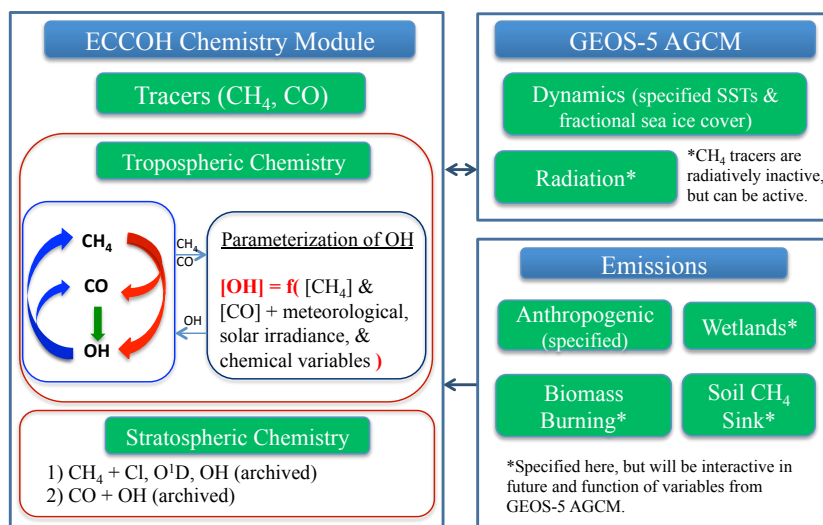 ECCOH Chemistry Module
Tracers (CH₄, CO)
Tropospheric Chemistry
CH₄
CO
OH
CH₄
CO
OH
Parameterization of OH
[OH] = f( [CH₄] &
[CO] + meteorological,
solar irradiance, &
chemical variables )
Stratospheric Chemistry
1) CH₄ + Cl, O¹D, OH (archived)
2) CO + OH (archived)
GEOS-5 AGCM
Dynamics (specified SSTs &
fractional sea ice cover)
Radiation*
*CH₄ tracers are
radiatively inactive,
but can be active.
Emissions
Anthropogenic
(specified)
Wetlands*
Biomass
Burning*
Soil CH₄
Sink*
*Specified here, but will be interactive in
future and function of variables from
GEOS-5 AGCM.